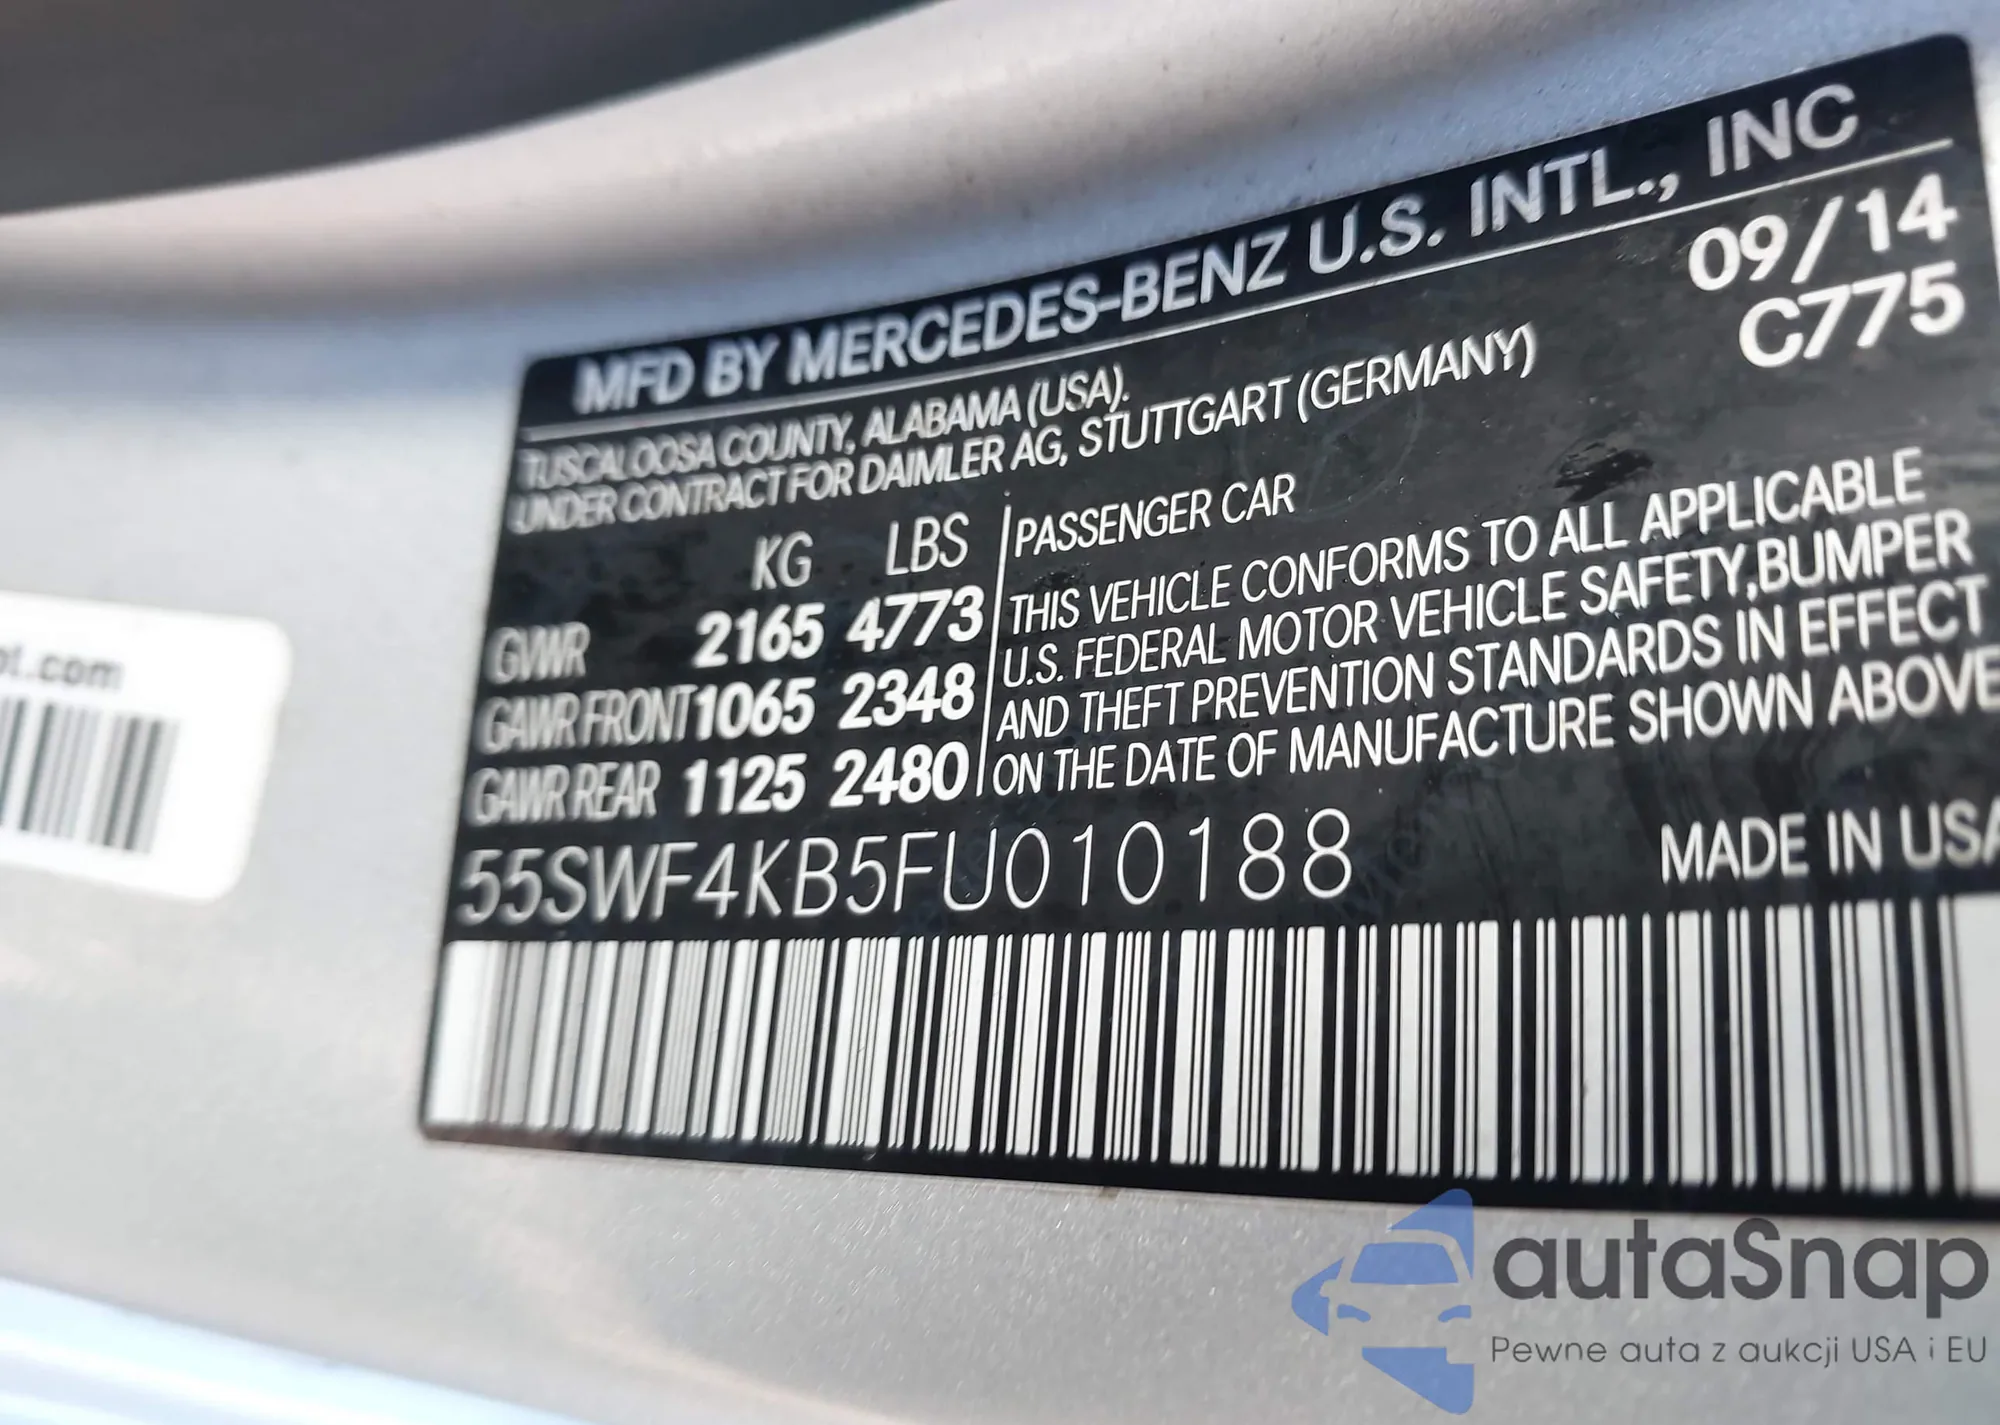 MFD BY MERCEDES-BENZ U.S. INTL., INC
09/14
TUSCALOOSA COUNTY, ALABAMA (USA).
C775
UNDER CONTRACT FOR DAIMLER AG, STUTTGART (GERMANY)
KG LBS
PASSENGER CAR
GVWR 2165 4773
GAWR FRONT 1065 2348
GAWR REAR 1125 2480
THIS VEHICLE CONFORMS TO ALL APPLICABLE
U.S. FEDERAL MOTOR VEHICLE SAFETY,BUMPER
AND THEFT PREVENTION STANDARDS IN EFFECT
ON THE DATE OF MANUFACTURE SHOWN ABOVE
55SWF4KB5FU010188
MADE IN USA
t.com
autaSnap
Pewne auta z aukcji USA i EU